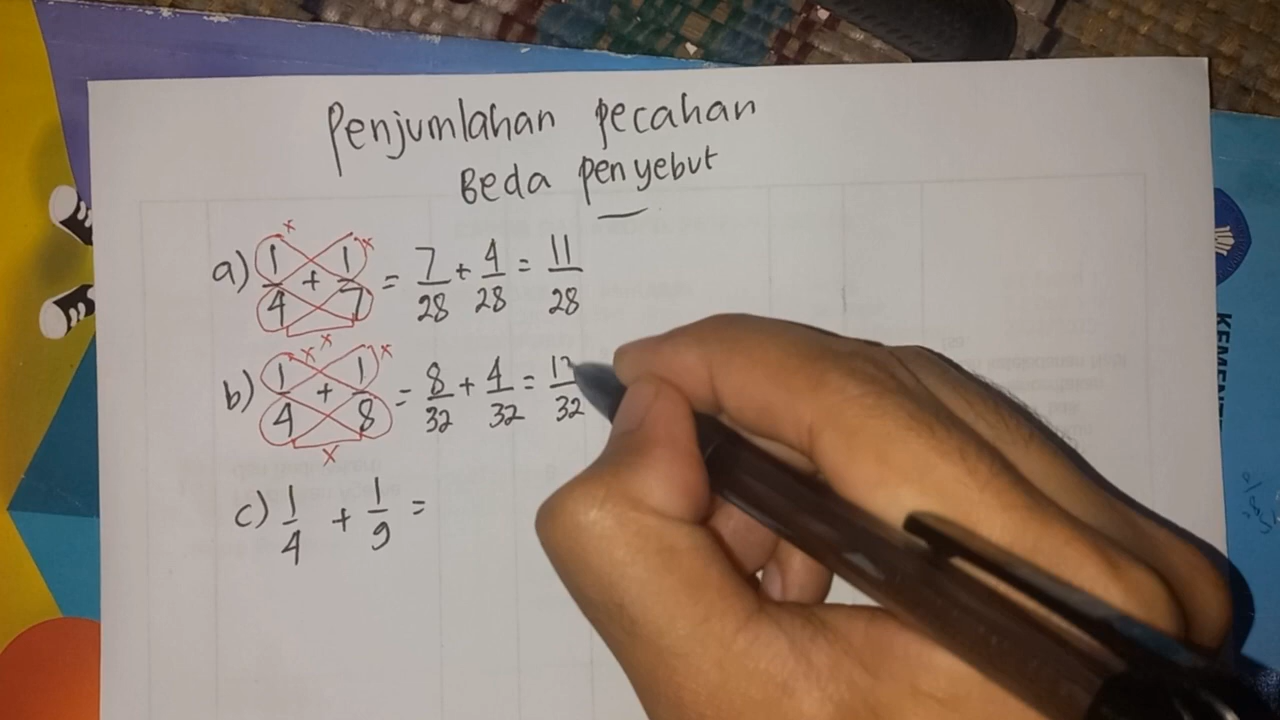 Penjumlahan pecahan
Beda penyebut
a) 1/4 + 1/7 = 7/28 + 4/28 = 11/28
b) 1/4 + 1/8 = 8/32 + 4/32 = 12/32
c) 1/4 + 1/9 =
KEMEN